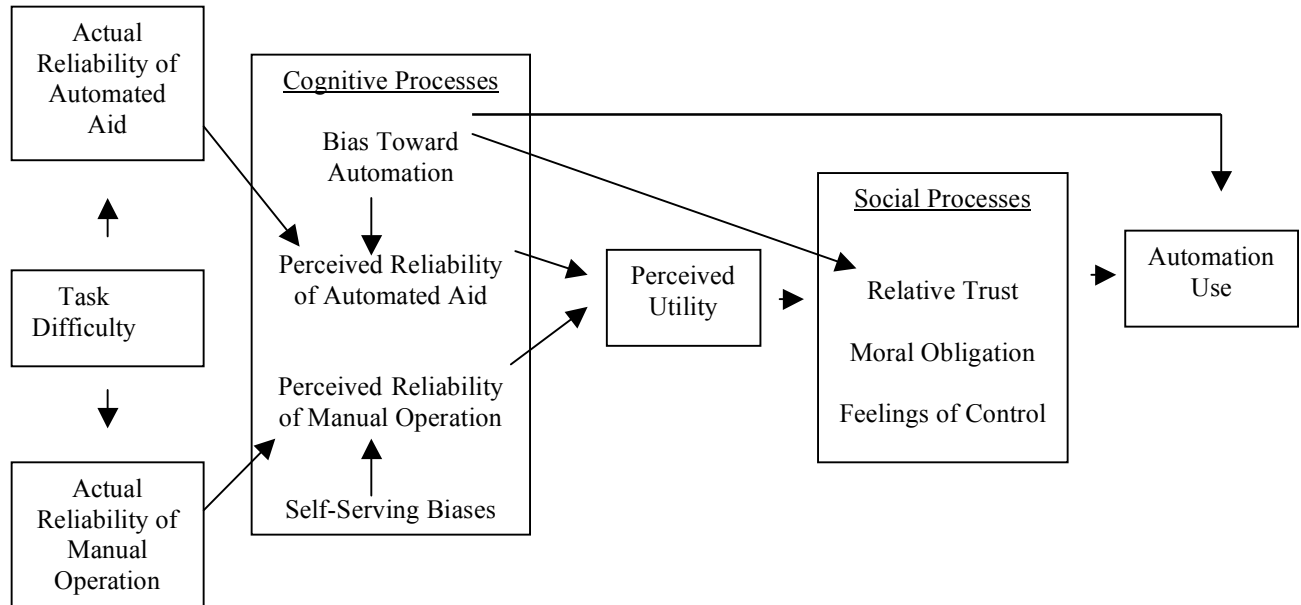 Actual
Reliability of
Automated
Aid
Task
Difficulty
Actual
Reliability of
Manual
Operation
Cognitive Processes
Bias Toward
Automation
Perceived Reliability
of Automated Aid
Perceived Reliability
of Manual Operation
Self-Serving Biases
Perceived
Utility
Social Processes
Relative Trust
Moral Obligation
Feelings of Control
Automation
Use